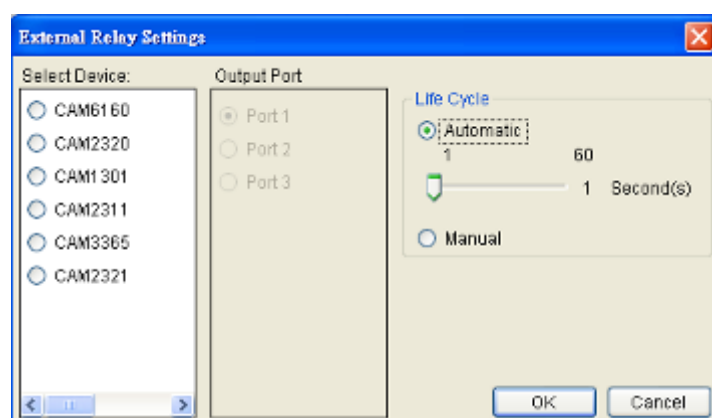 External Relay Settings
Select Device:
CAM6160
CAM2320
CAM1301
CAM2311
CAM3365
CAM2321
Output Port
Port 1
Port 2
Port 3
Life Cycle
Automatic
1 60
1 Second(s)
Manual
OK Cancel